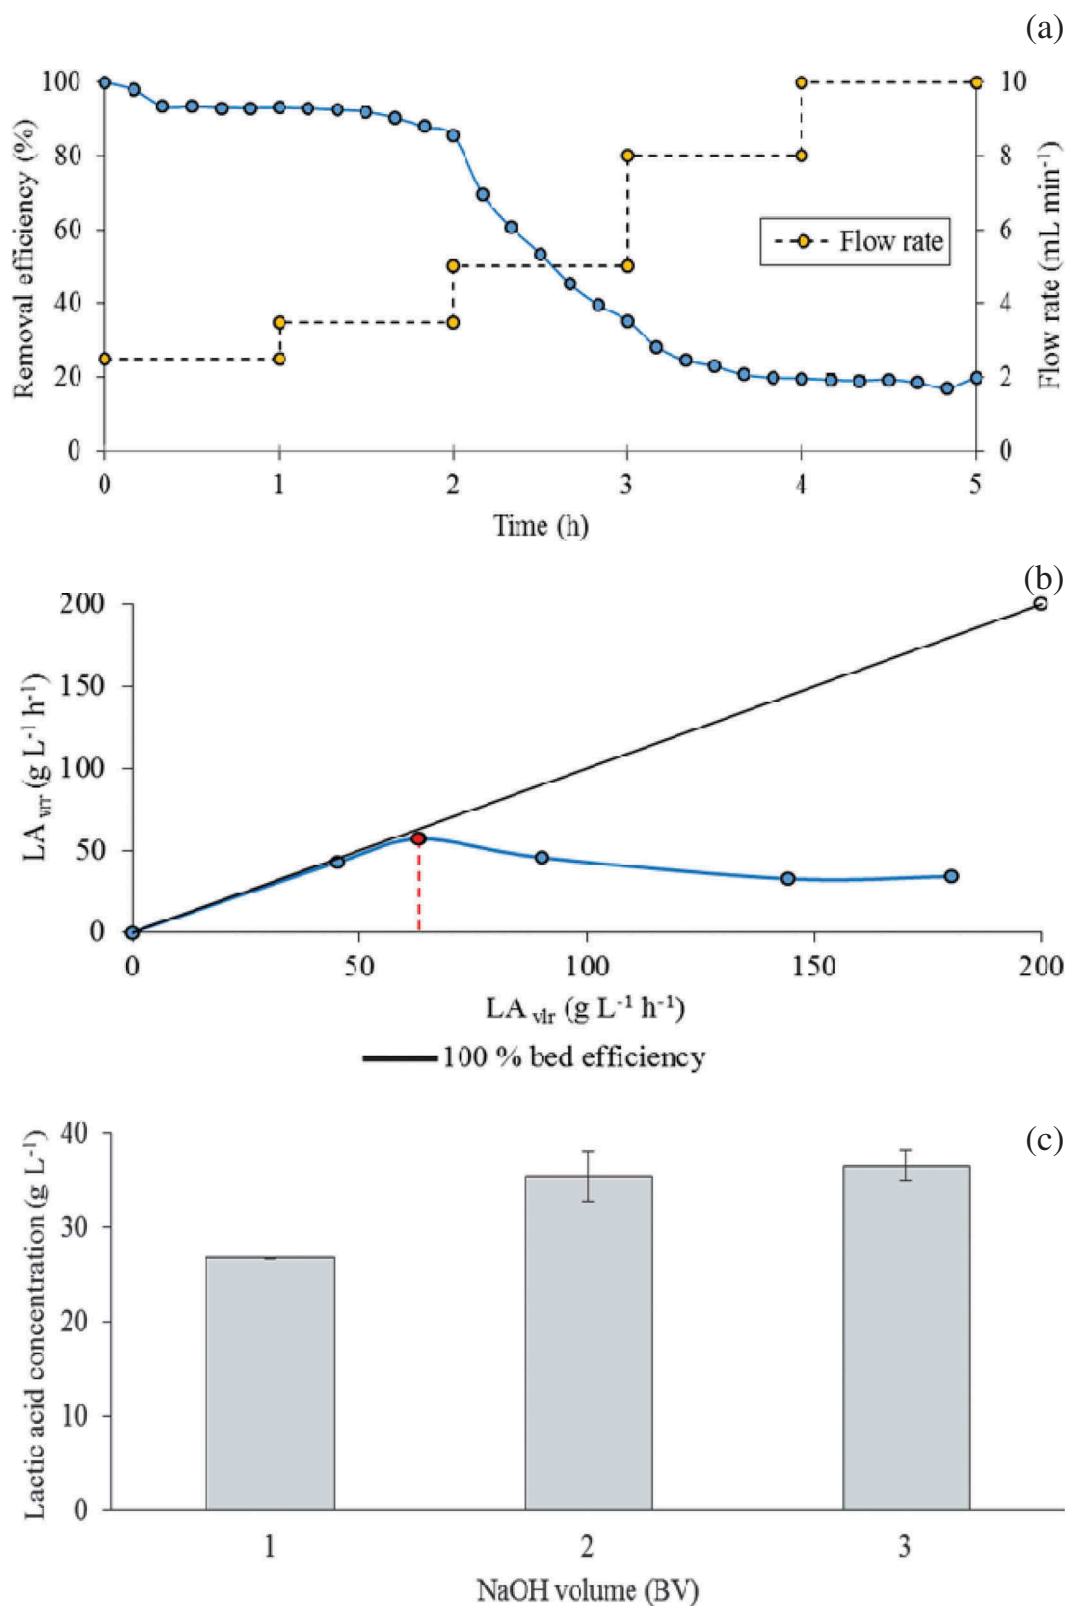 (a)
Removal efficiency (%)
100
80
60
40
20
0
Flow rate (mL min-1)
10
8
6
4
2
0
Flow rate
0 1 2 3 4 5
Time (h)
(b)
LA vrr (g L-1 h-1)
200
150
100
50
0
0 50 100 150 200
LA vlr (g L-1 h-1)
100 % bed efficiency
(c)
Lactic acid concentration (g L-1)
40
30
20
10
0
1 2 3
NaOH volume (BV)